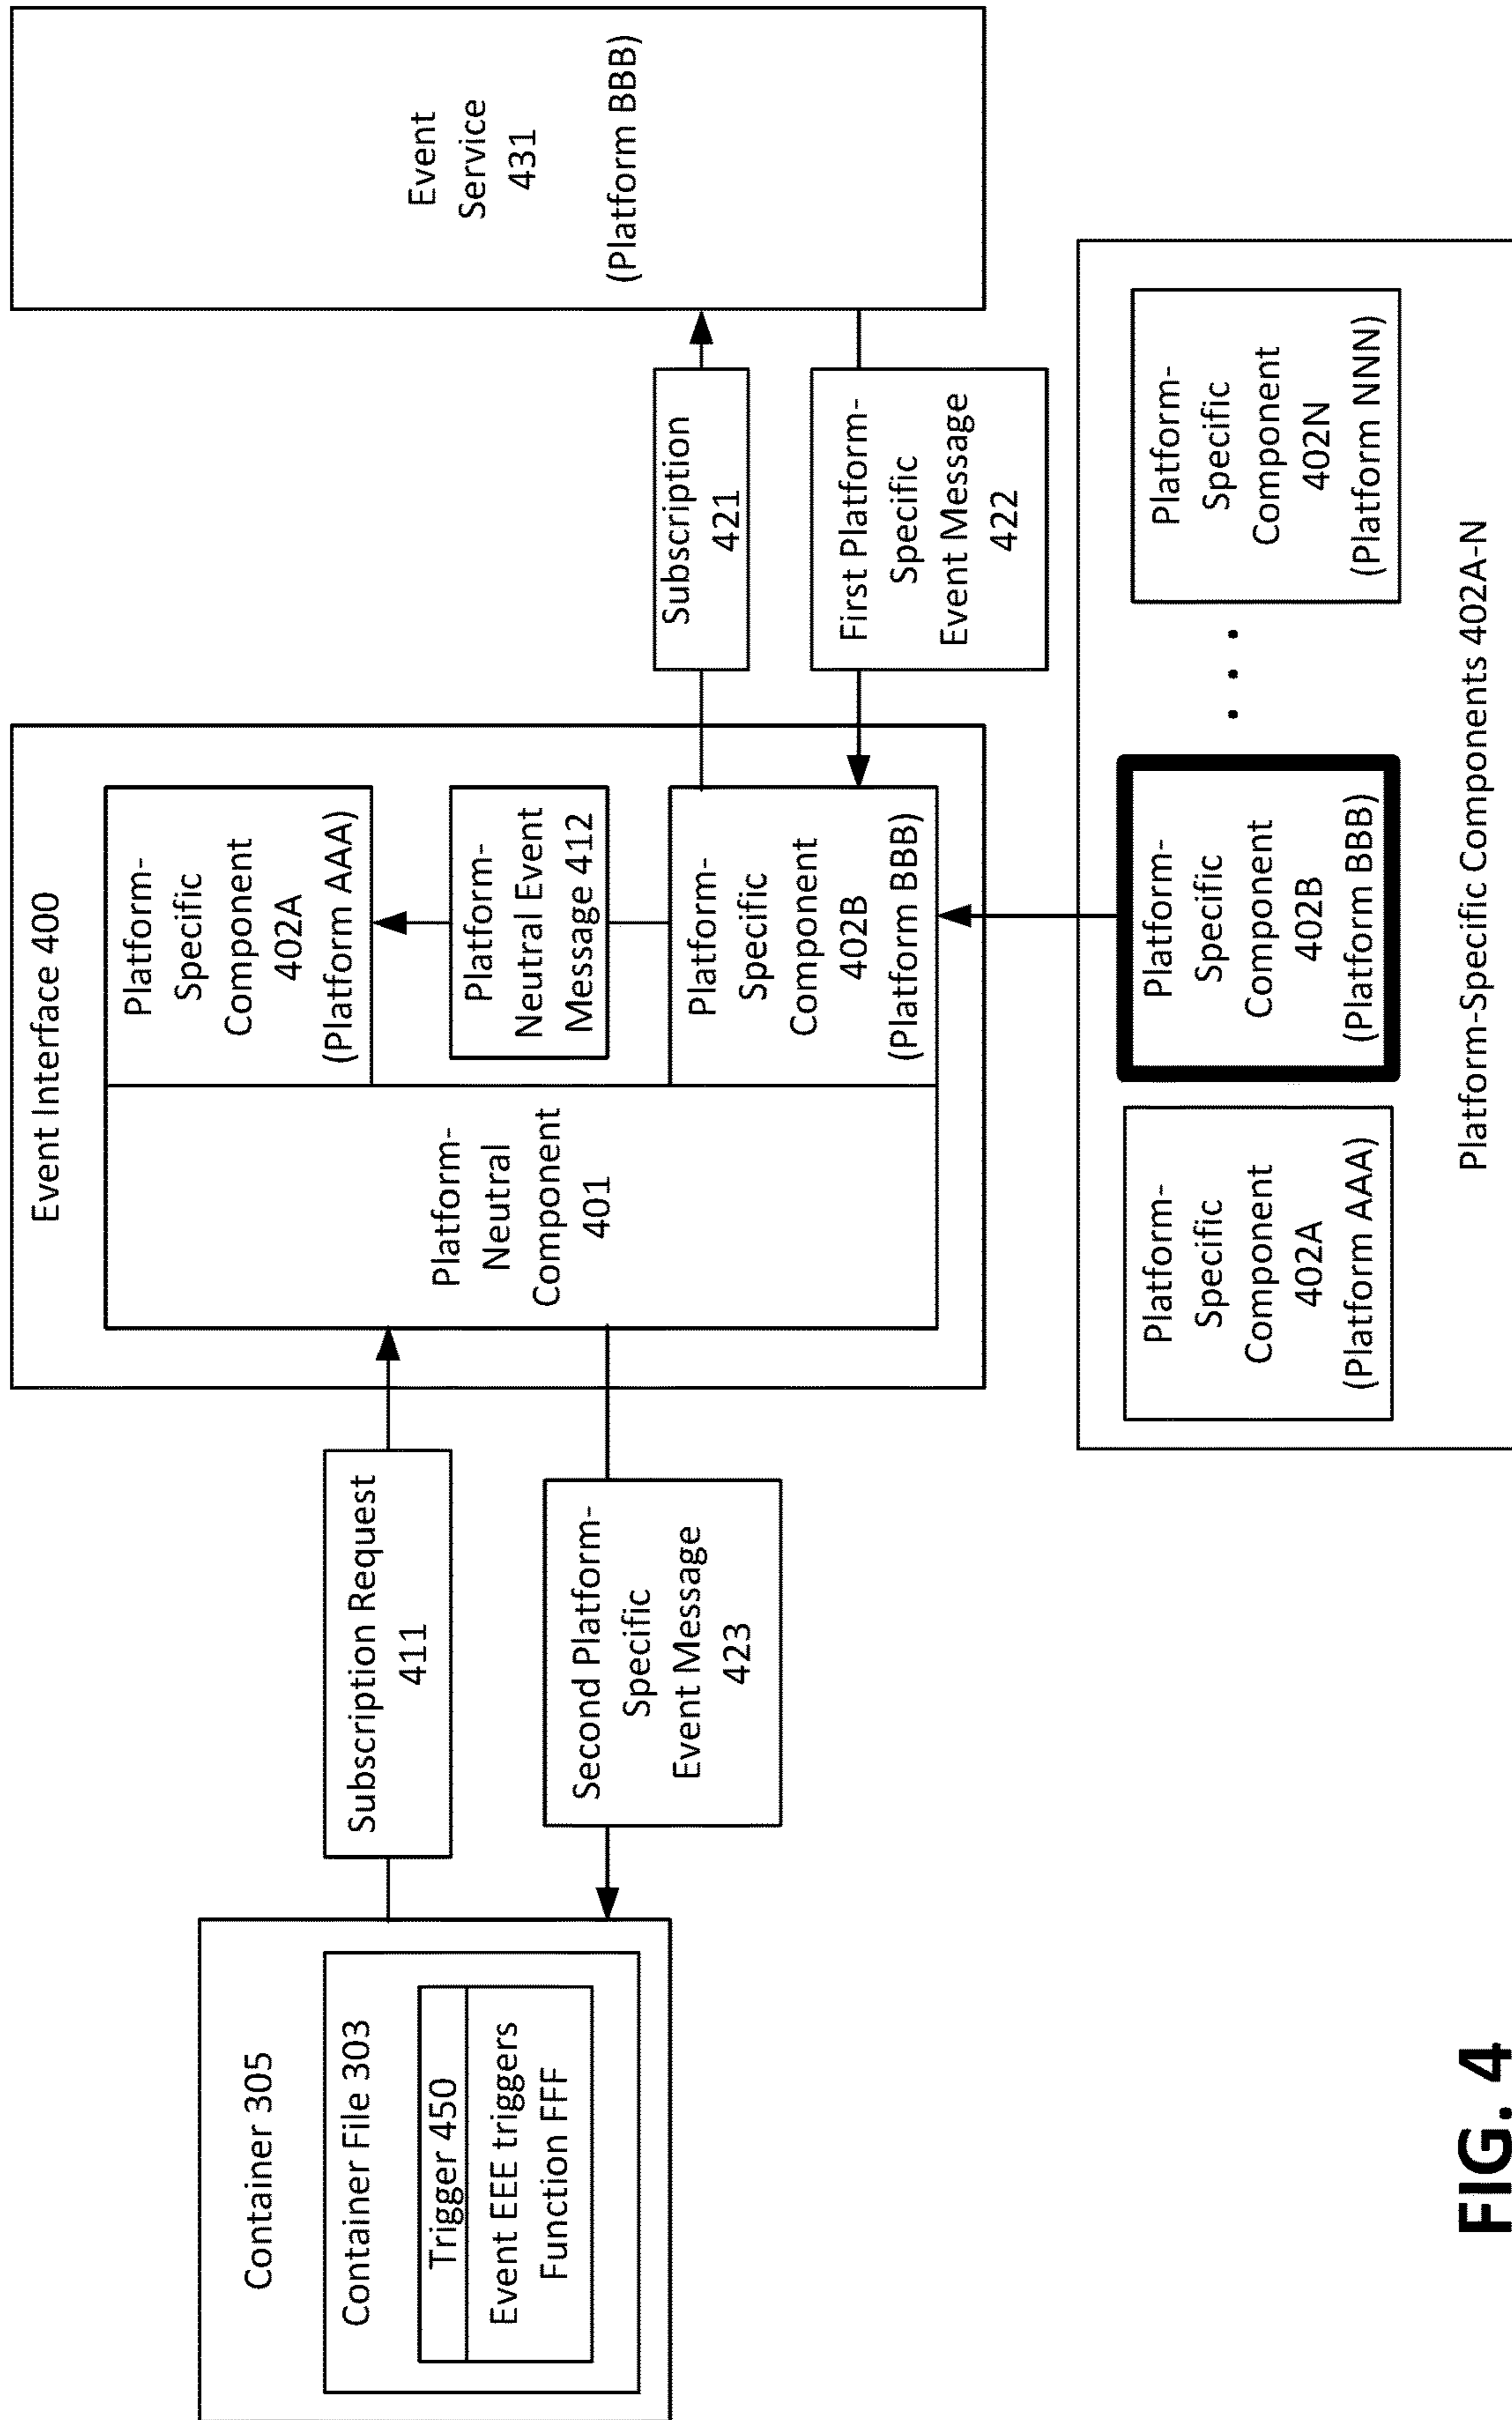 Container 305
Container File 303
Trigger 450
Event EEE triggers
Function FFF
Subscription Request
411
Second Platform-
Specific
Event Message
423
Event Interface 400
Platform-
Neutral
Component
401
Platform-
Specific
Component
402A
(Platform AAA)
Platform-
Neutral Event
Message 412
Platform-
Specific
Component
402B
(Platform BBB)
Subscription
421
First Platform-
Specific
Event Message
422
Event
Service
431
(Platform BBB)
Platform-
Specific
Component
402A
(Platform AAA)
Platform-
Specific
Component
402B
(Platform BBB)
. . .
Platform-
Specific
Component
402N
(Platform NNN)
Platform-Specific Components 402A-N
FIG. 4